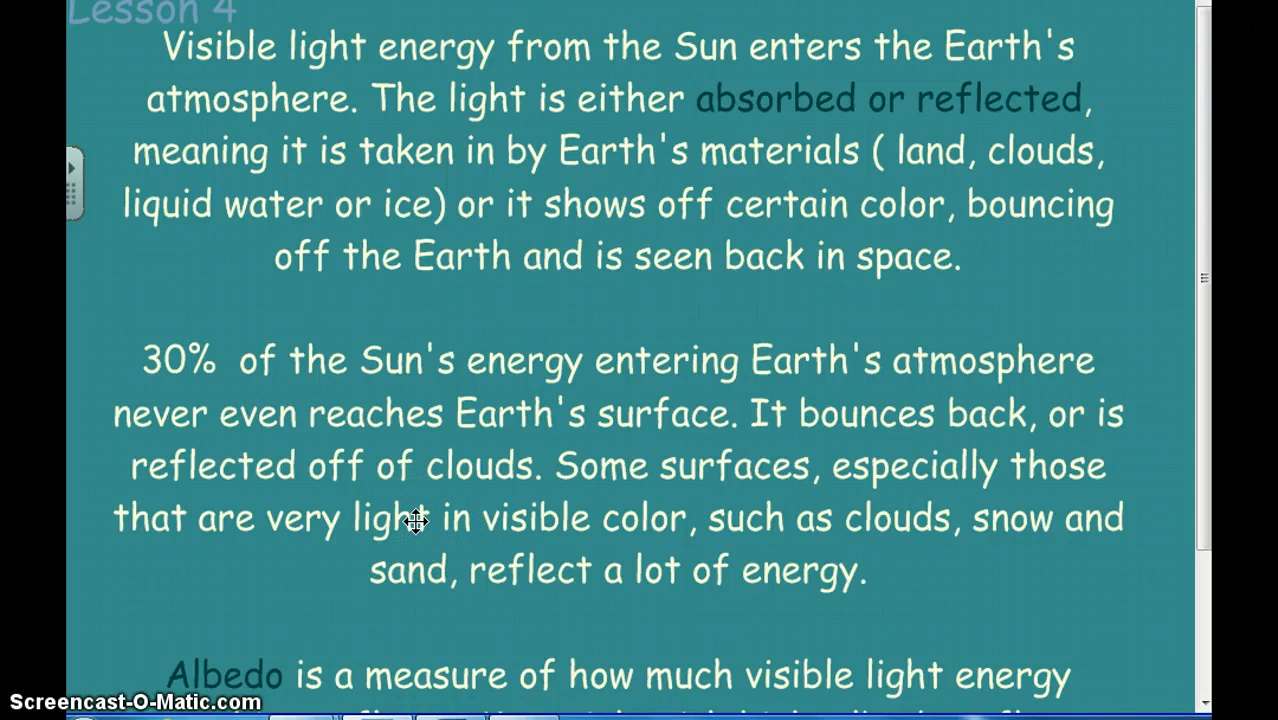 Lesson 4
Visible light energy from the Sun enters the Earth's
atmosphere. The light is either absorbed or reflected,
meaning it is taken in by Earth's materials ( land, clouds,
liquid water or ice) or it shows off certain color, bouncing
off the Earth and is seen back in space.
30% of the Sun's energy entering Earth's atmosphere
never even reaches Earth's surface. It bounces back, or is
reflected off of clouds. Some surfaces, especially those
that are very light in visible color, such as clouds, snow and
sand, reflect a lot of energy.
Albedo is a measure of how much visible light energy
Screencast-O-Matic.com